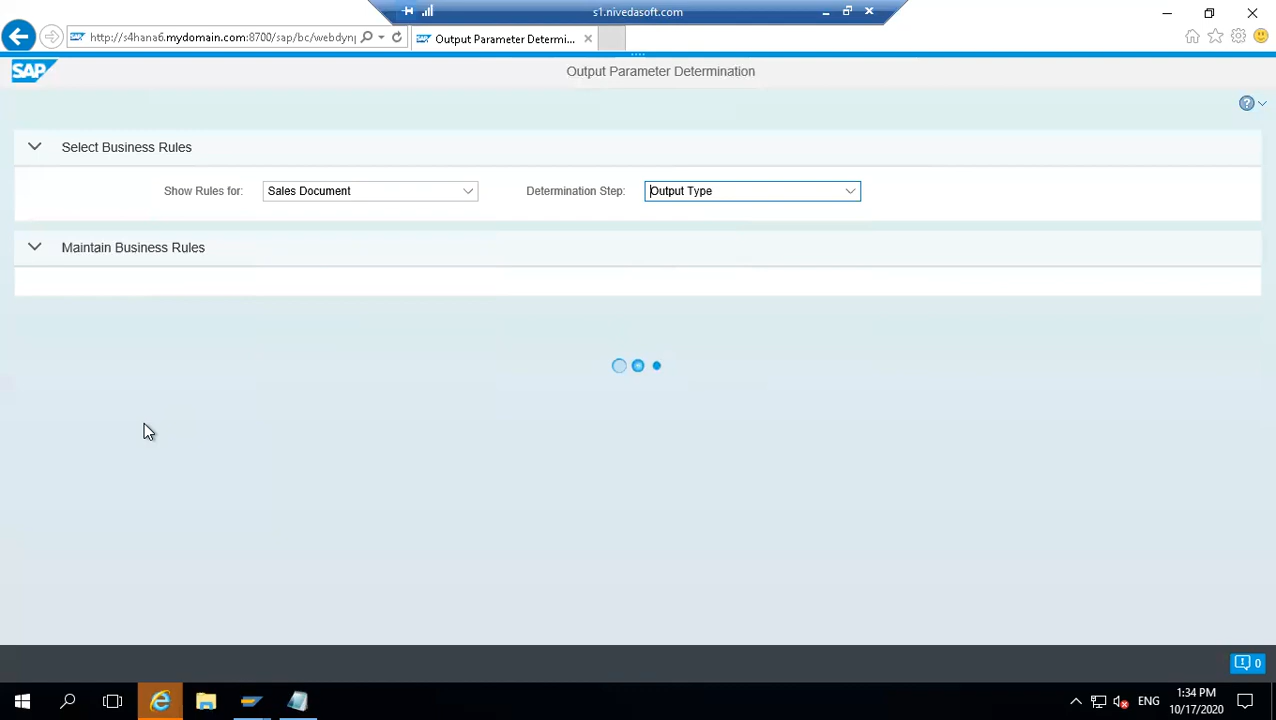 s1.nivedasoft.com
http://s4hana6.mydomain.com:8700/sap/bc/webdynp
Output Parameter Determi...
SAP
Output Parameter Determination
Select Business Rules
Show Rules for:
Sales Document
Determination Step:
Output Type
Maintain Business Rules
0
ENG
1:34 PM
10/17/2020